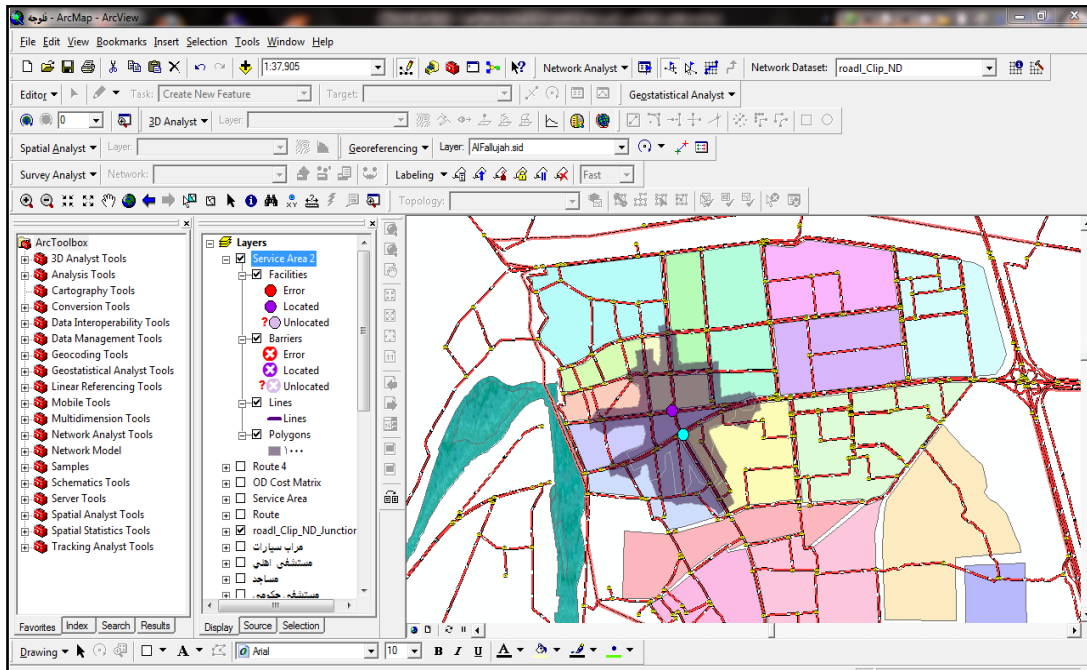 فلوجه - ArcMap - ArcView
File Edit View Bookmarks Insert Selection Tools Window Help
1:37,905 Network Analyst Network Dataset: roadl_Clip_ND
Editor Task: Create New Feature Target: Geostatistical Analyst
0 3D Analyst Layer:
Spatial Analyst Layer: Georeferencing Layer: AlFallujah.sid
Survey Analyst Network: Labeling Fast
Topology:
ArcToolbox
3D Analyst Tools
Analysis Tools
Cartography Tools
Conversion Tools
Data Interoperability Tools
Data Management Tools
Geocoding Tools
Geostatistical Analyst Tools
Linear Referencing Tools
Mobile Tools
Multidimension Tools
Network Analyst Tools
Network Model
Samples
Schematics Tools
Server Tools
Spatial Analyst Tools
Spatial Statistics Tools
Tracking Analyst Tools
Favorites Index Search Results
Layers
Service Area 2
Facilities
Error
Located
? Unlocated
Barriers
Error
Located
? Unlocated
Lines
Lines
Polygons
١٠٠٠
Route 4
OD Cost Matrix
Service Area
Route
roadl_Clip_ND_Junction
مراب سيارات
مستشفى اهلي
مساجد
مستشفى حكومي
Display Source Selection
1:1
Drawing A Arial 10 B I U A